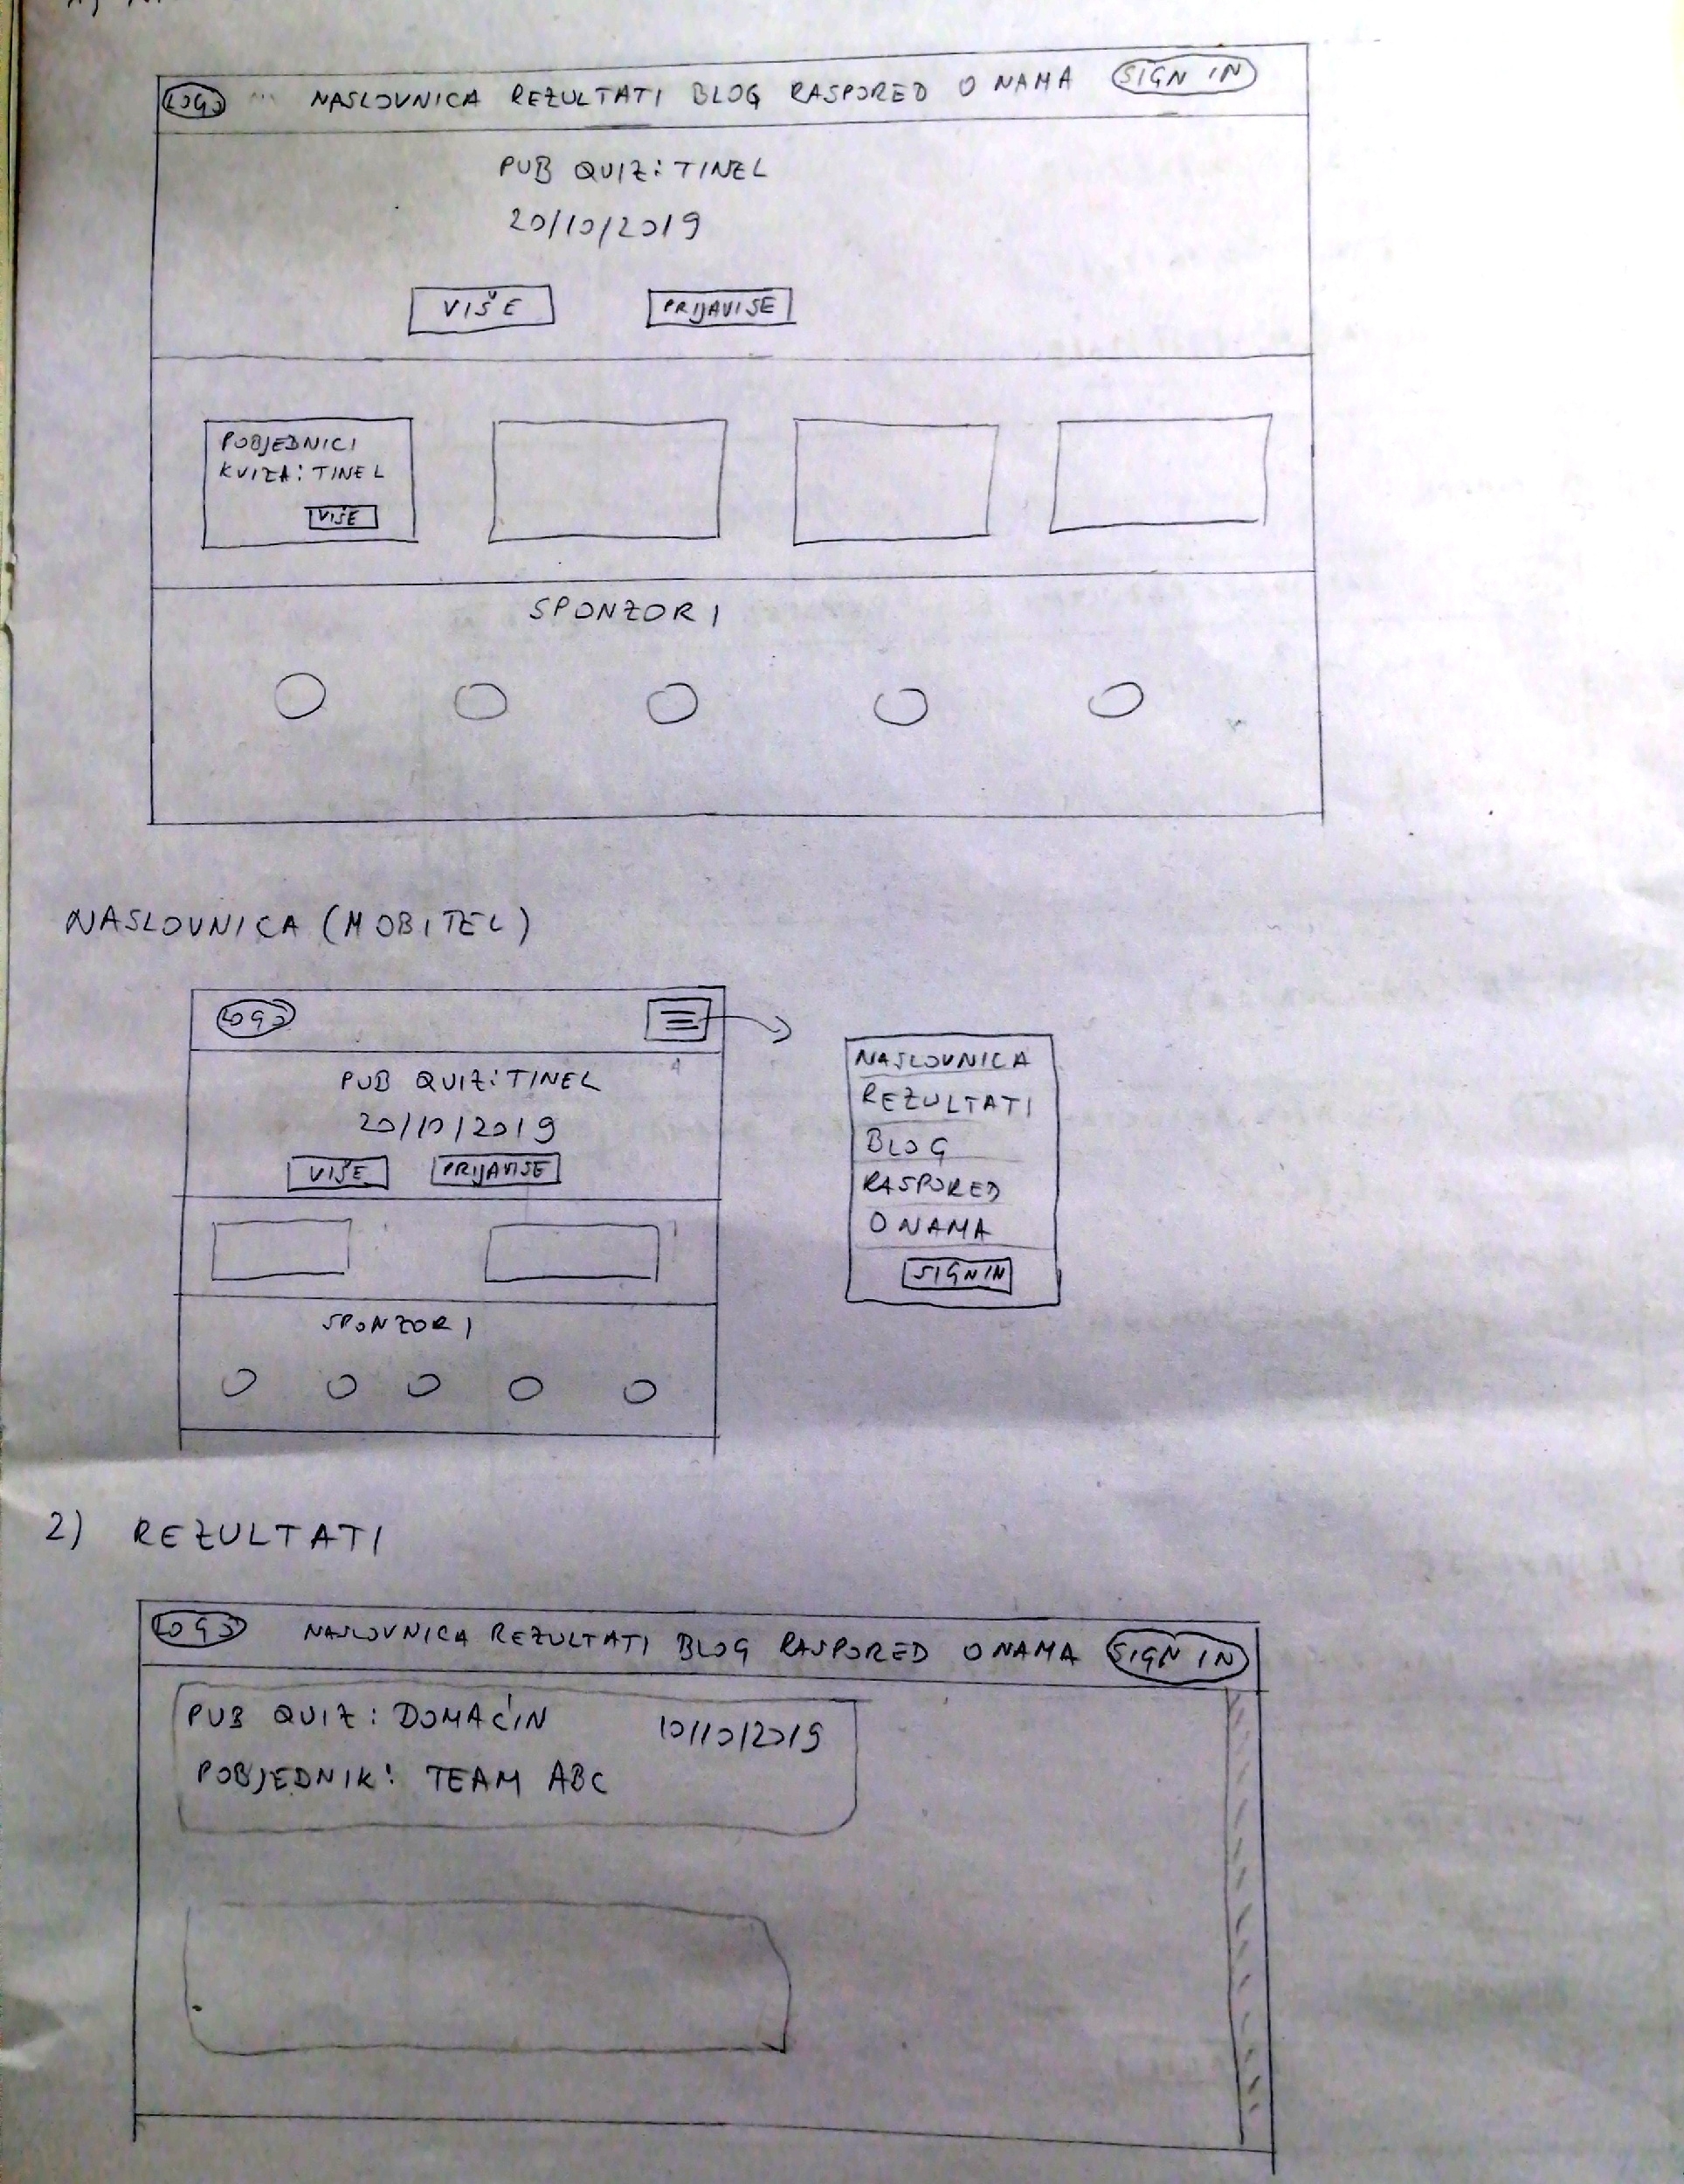 LOGO NASLOVNICA REZULTATI BLOG RASPORED O NAMA SIGN IN
PUB QUIZ: TINEL
20/10/2019
VIŠE PRIJAVI SE
POBJEDNICI
KVIZA: TINEL
VIŠE
SPONZORI
NASLOVNICA (MOBITEL)
LOGO
PUB QUIZ: TINEL
20/10/2019
VIŠE PRIJAVI SE
SPONZORI
NASLOVNICA
REZULTATI
BLOG
RASPORED
O NAMA
SIGN IN
2) REZULTATI
LOGO NASLOVNICA REZULTATI BLOG RASPORED O NAMA SIGN IN
PUB QUIZ: DOMAĆIN 10/10/2019
POBJEDNIK: TEAM ABC